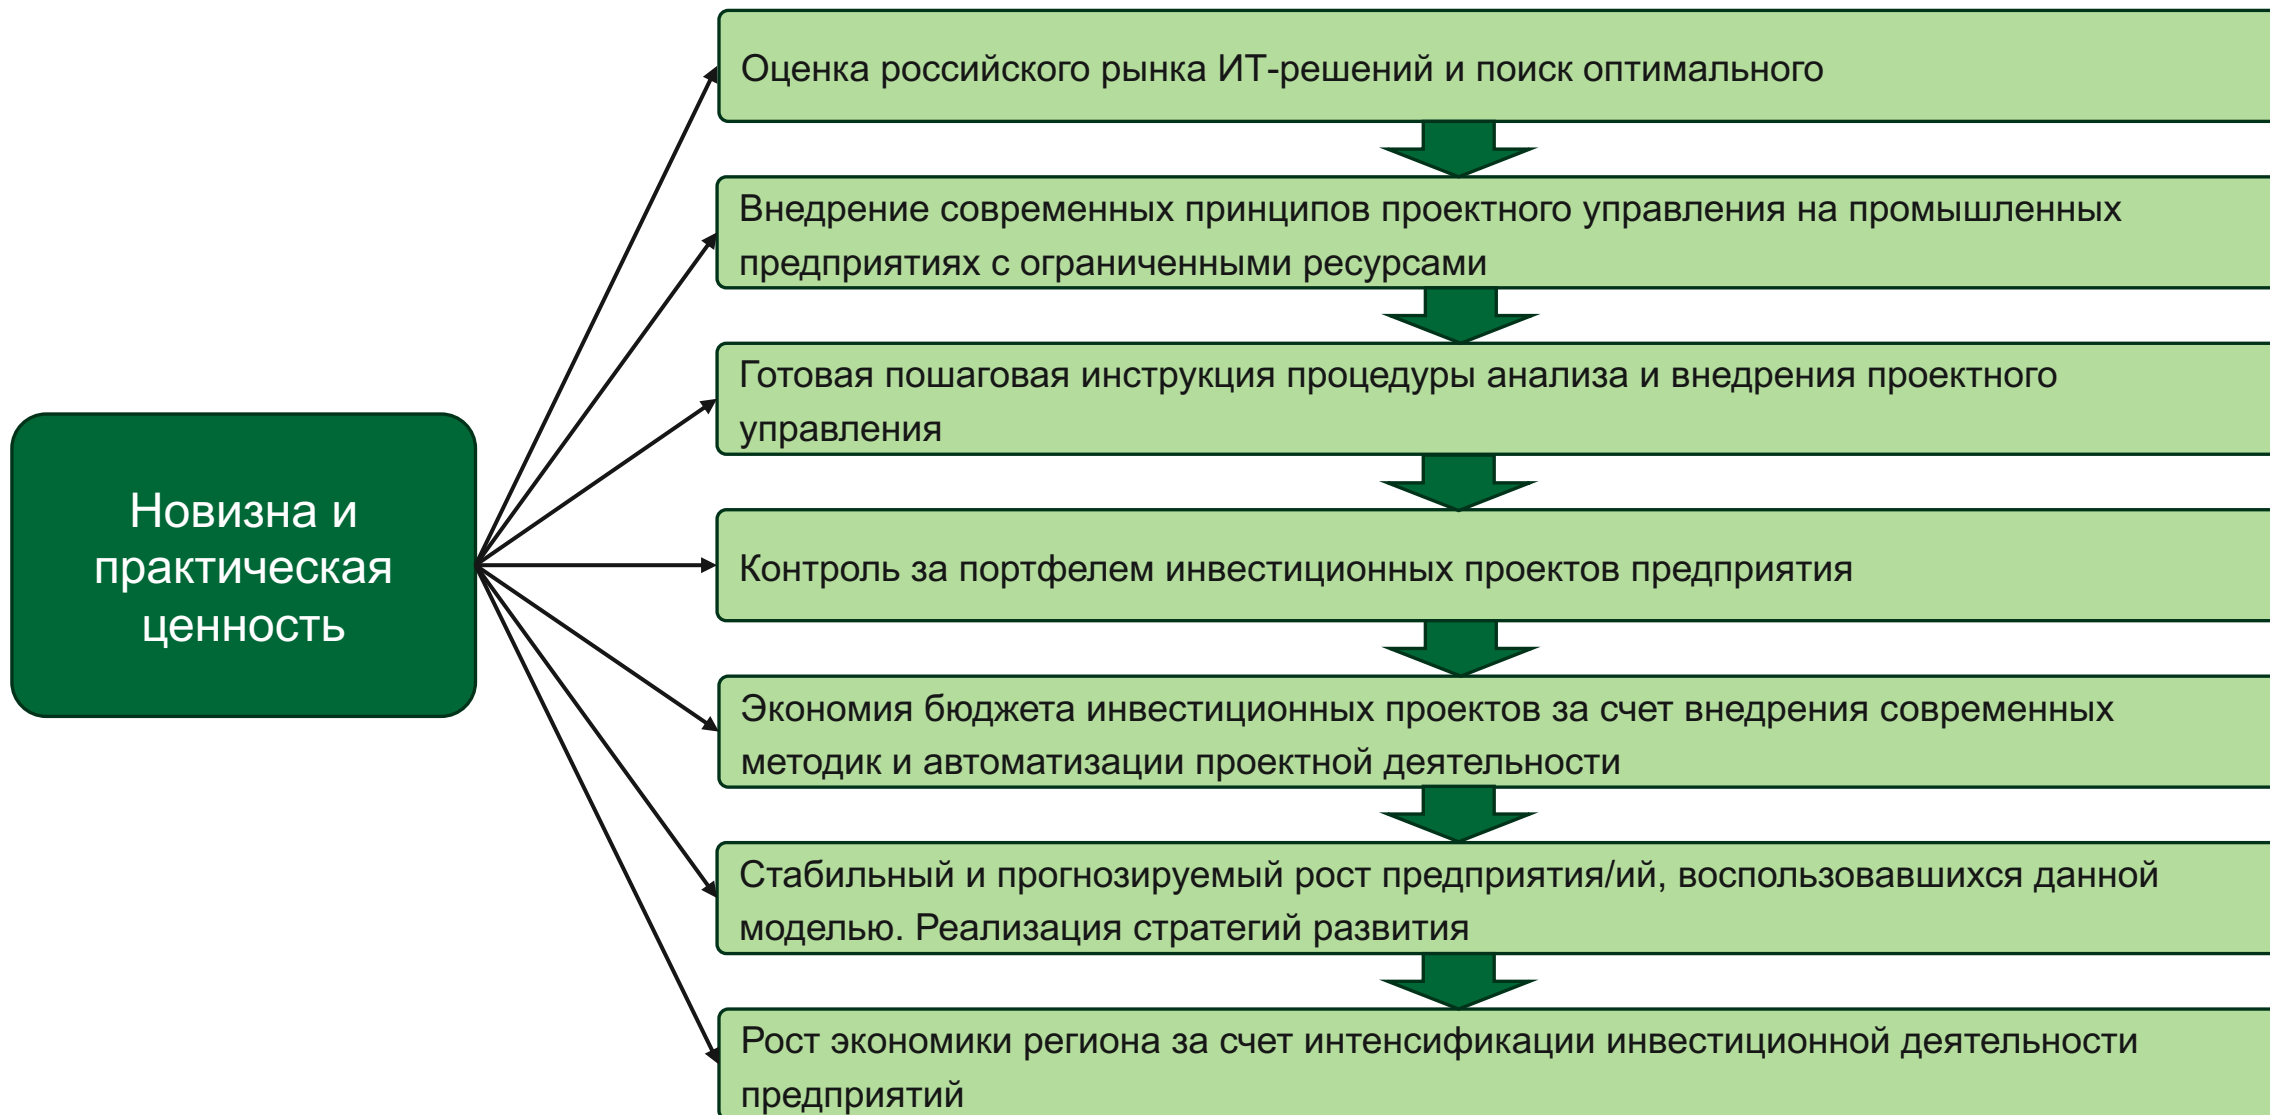 Оценка российского рынка ИТ-решений и поиск оптимального
Внедрение современных принципов проектного управления на промышленных
предприятиях с ограниченными ресурсами
Готовая пошаговая инструкция процедуры анализа и внедрения проектного
управления
Новизна и
практическая
ценность
Контроль за портфелем инвестиционных проектов предприятия
Экономия бюджета инвестиционных проектов за счет внедрения современных
методик и автоматизации проектной деятельности
Стабильный и прогнозируемый рост предприятия/ий, воспользовавшихся данной
моделью. Реализация стратегий развития
Рост экономики региона за счет интенсификации инвестиционной деятельности
предприятий